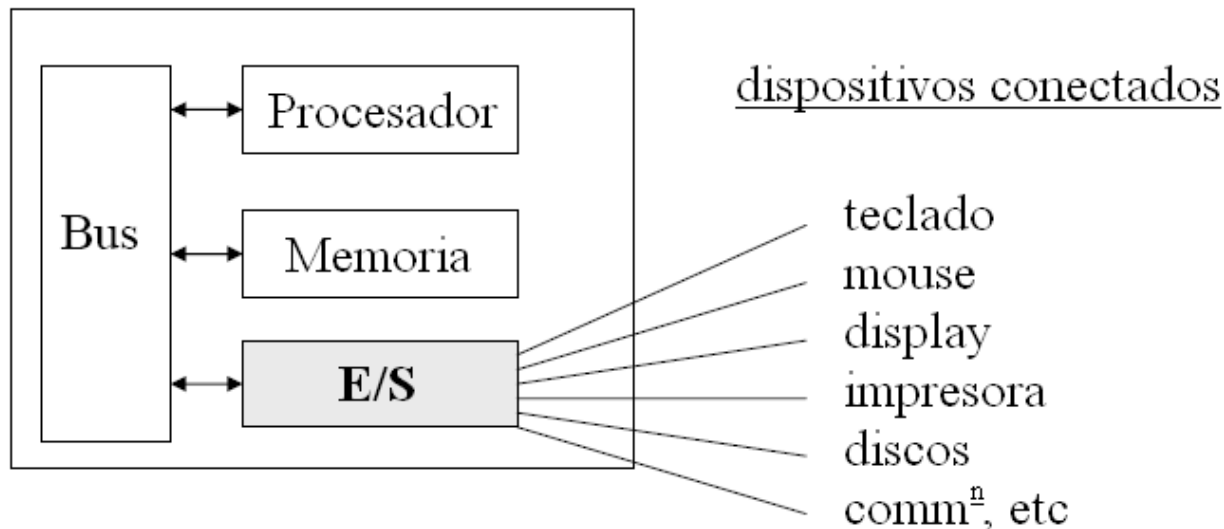 Bus
Procesador
Memoria
E/S
dispositivos conectados
teclado
mouse
display
impresora
discos
commⁿ, etc